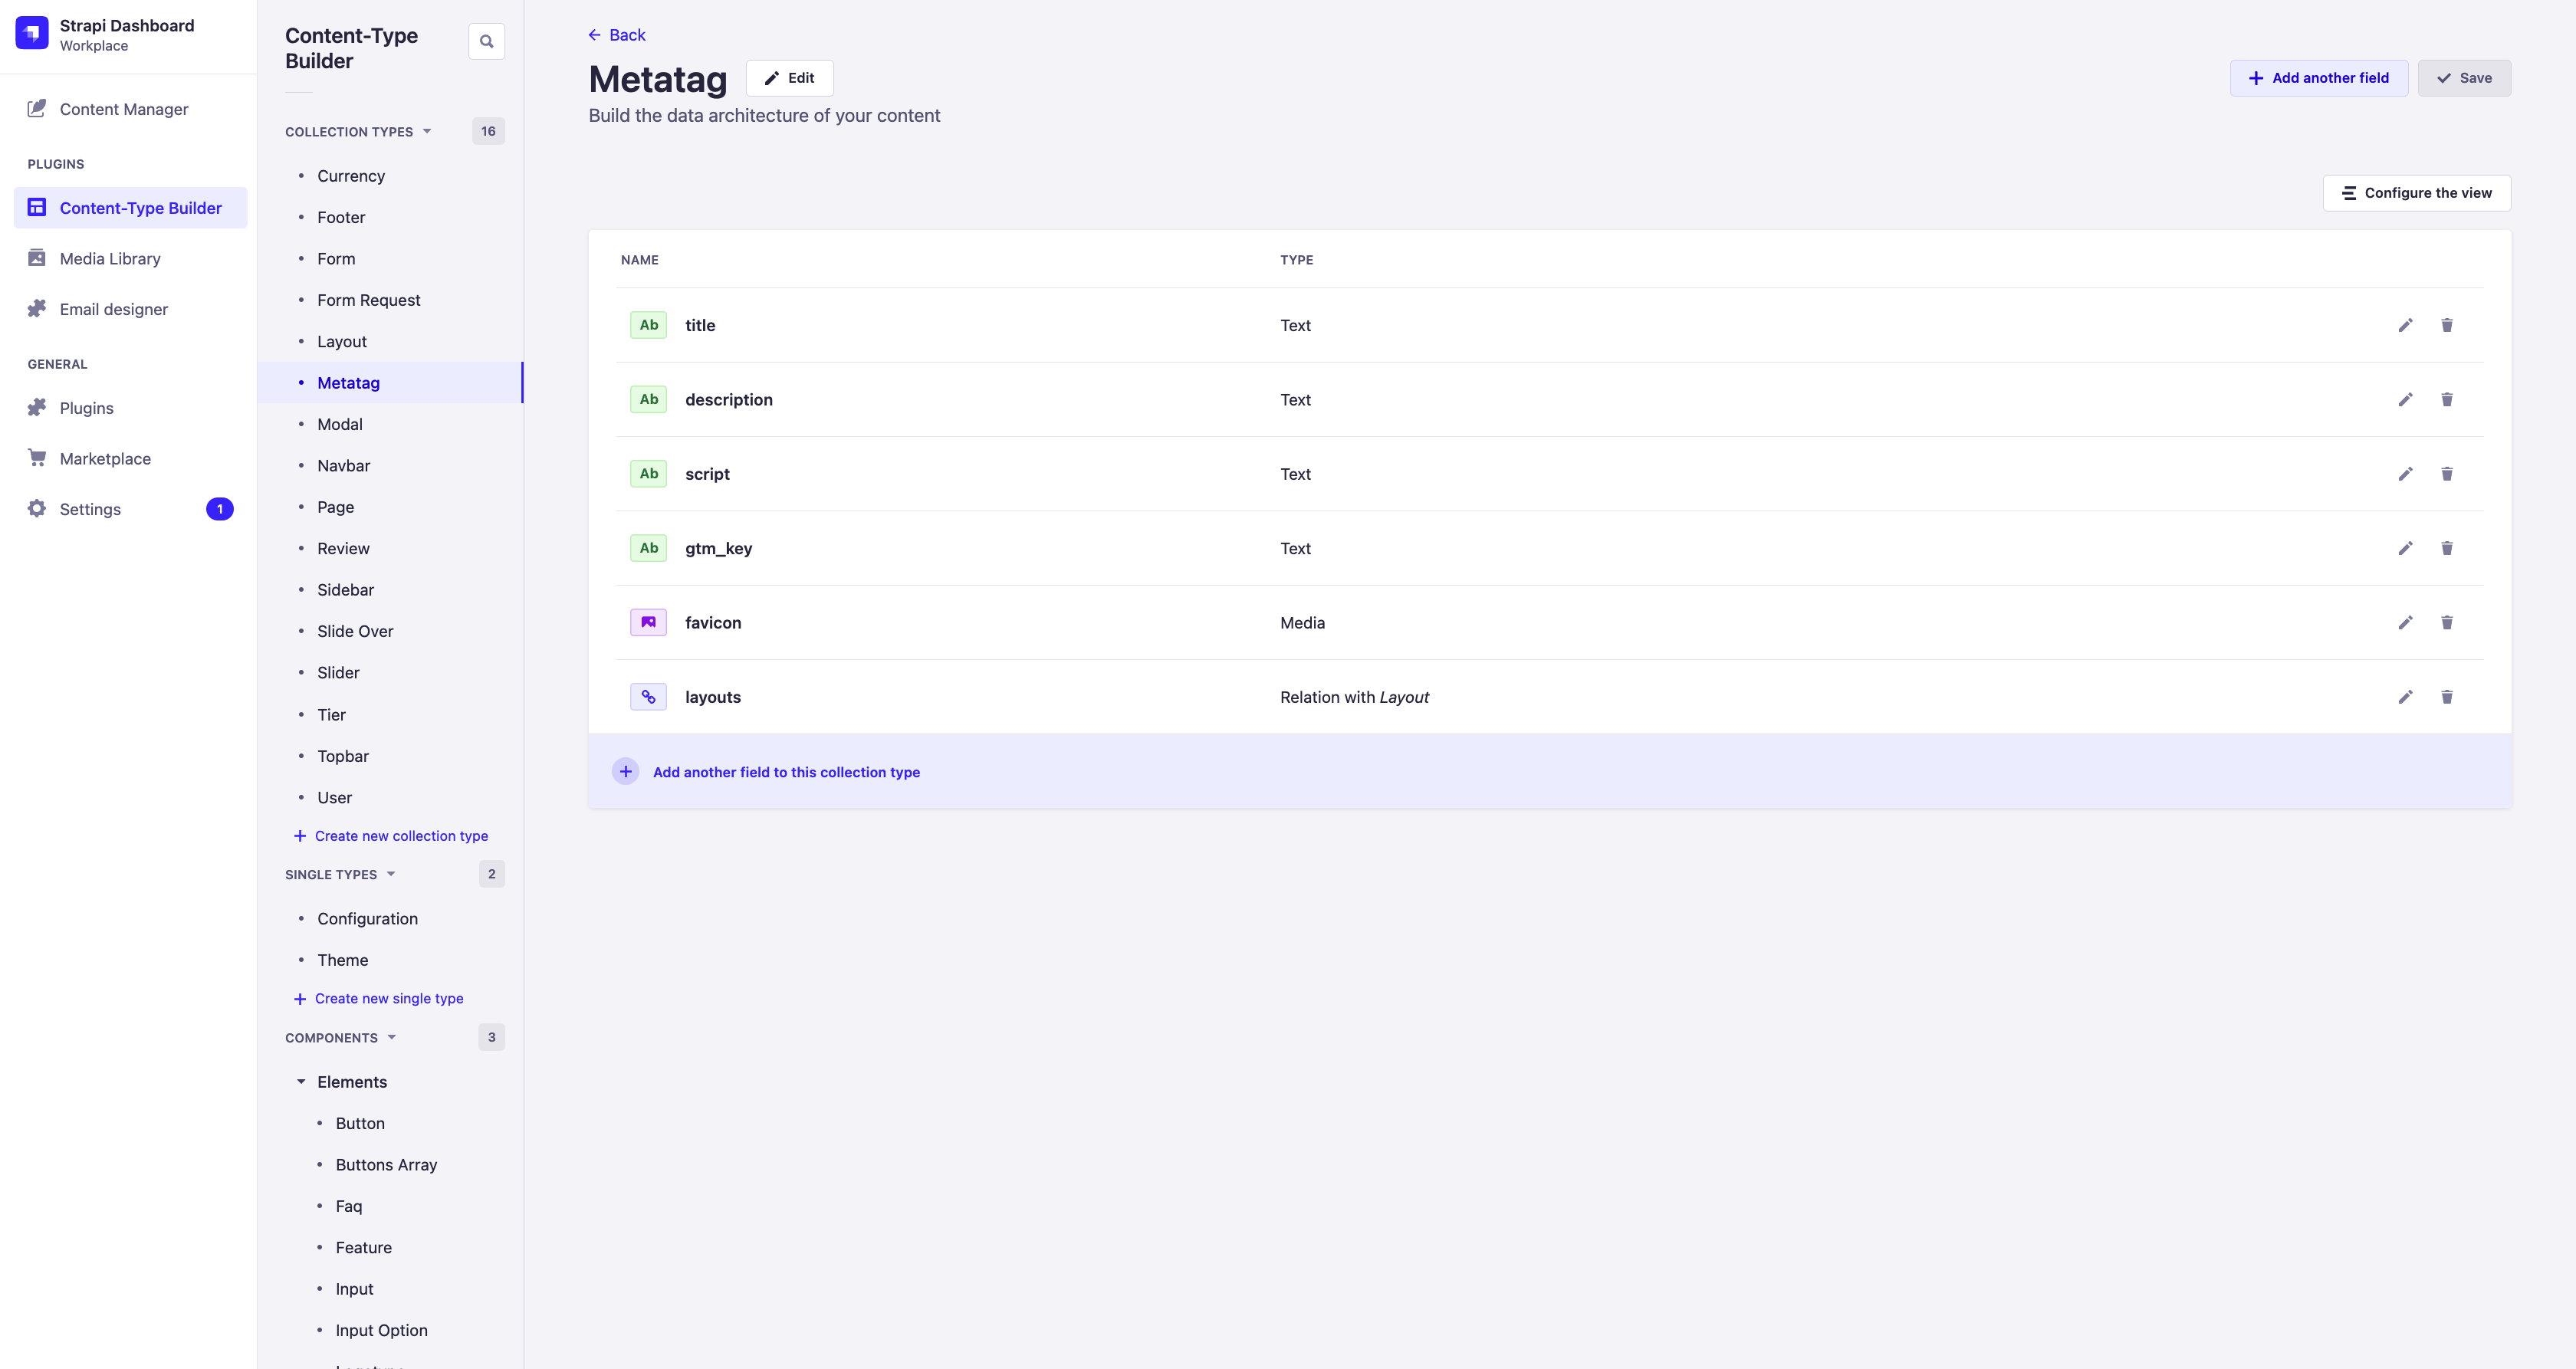 Strapi Dashboard
Workplace
Content Manager
PLUGINS
Content-Type Builder
Media Library
Email designer
GENERAL
Plugins
Marketplace
Settings
1
Content-Type
Builder
COLLECTION TYPES
16
Currency
Footer
Form
Form Request
Layout
Metatag
Modal
Navbar
Page
Review
Sidebar
Slide Over
Slider
Tier
Topbar
User
Create new collection type
SINGLE TYPES
2
Configuration
Theme
Create new single type
COMPONENTS
3
Elements
Button
Buttons Array
Faq
Feature
Input
Input Option
Back
Metatag
Edit
Add another field
Save
Build the data architecture of your content
Configure the view
NAME TYPE
Ab title Text
Ab description Text
Ab script Text
Ab gtm_key Text
favicon Media
layouts Relation with Layout
Add another field to this collection type